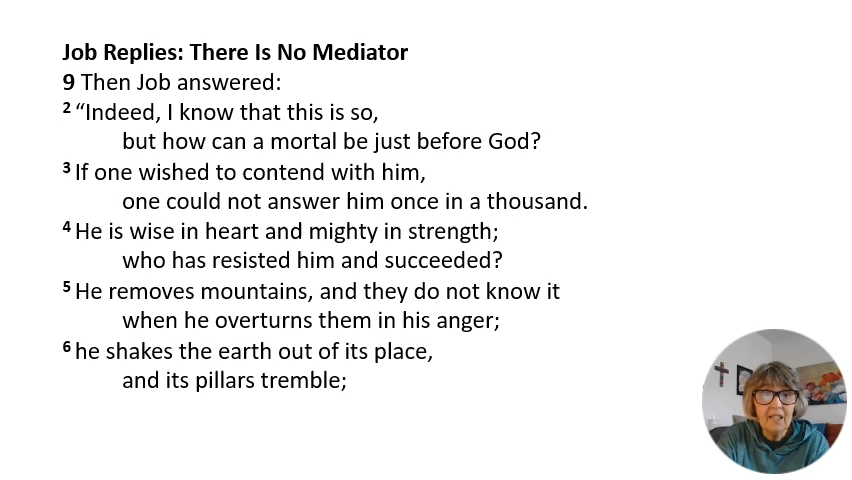 Job Replies: There Is No Mediator
9 Then Job answered:
2 “Indeed, I know that this is so,
but how can a mortal be just before God?
3 If one wished to contend with him,
one could not answer him once in a thousand.
4 He is wise in heart and mighty in strength;
who has resisted him and succeeded?
5 He removes mountains, and they do not know it
when he overturns them in his anger;
6 he shakes the earth out of its place,
and its pillars tremble;